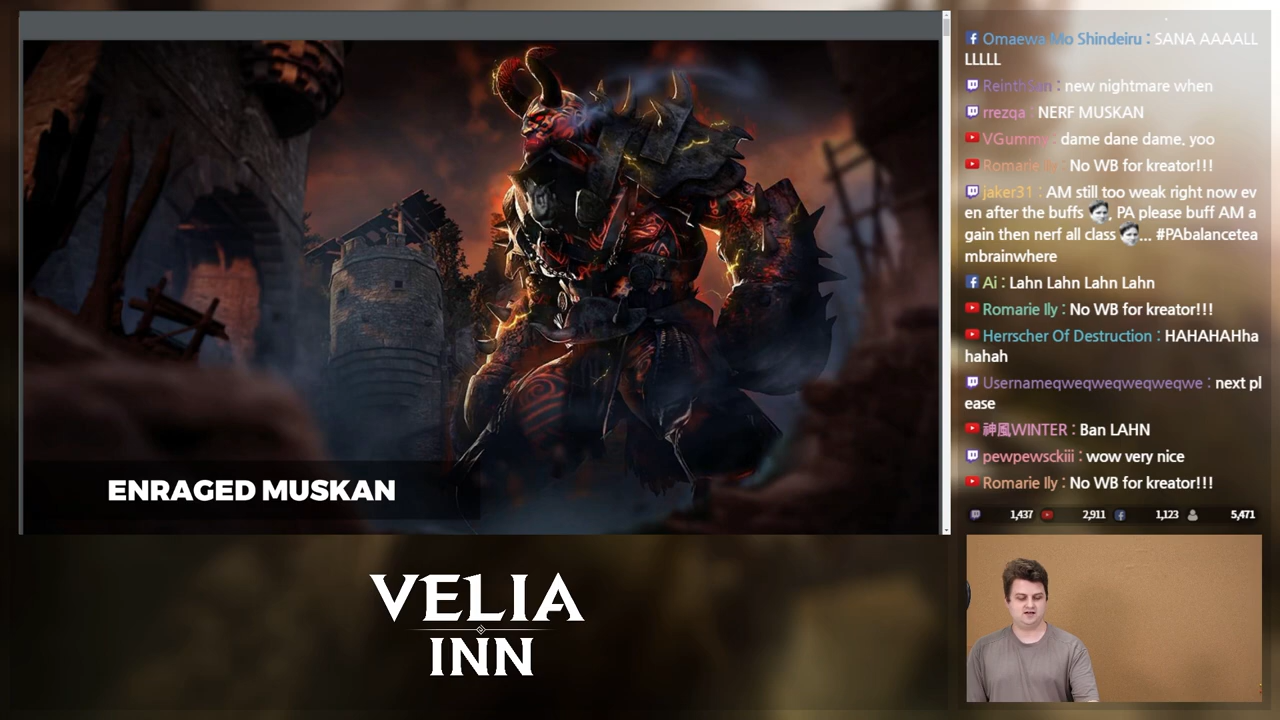 Omaewa Mo Shindeiru : SANA AAAALL
LLLLL
ReinthSan : new nightmare when
rrezqa : NERF MUSKAN
VGummy : dame dane dame, yoo
Romarie Ily : No WB for kreator!!!
jaker31 : AM still too weak right now ev
en after the buffs , PA please buff AM a
gain then nerf all class ... #PAbalancetea
mbrainwhere
Ai : Lahn Lahn Lahn Lahn
Romarie Ily : No WB for kreator!!!
Herrscher Of Destruction : HAHAHAHha
hahah
Usernameqweqweqweqweqwe : next pl
ease
神風WINTER : Ban LAHN
pewpewsckiii : wow very nice
Romarie Ily : No WB for kreator!!!
1,437 2,911 1,123 5,471
ENRAGED MUSKAN
VELIA
INN